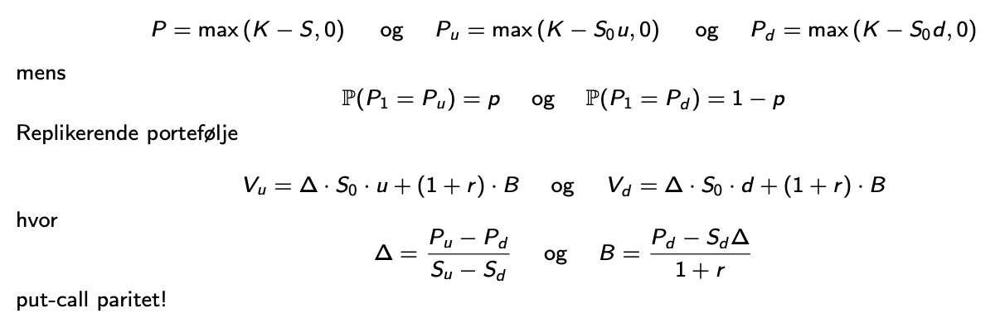 P = max (K − S, 0) og P_u = max (K − S_0u, 0) og P_d = max (K − S_0d, 0)
mens
ℙ(P_1 = P_u) = p og ℙ(P_1 = P_d) = 1 − p
Replikerende portefølje
V_u = Δ · S_0 · u + (1 + r) · B og V_d = Δ · S_0 · d + (1 + r) · B
hvor
Δ = \frac{P_u − P_d}{S_u − S_d} og B = \frac{P_d − S_dΔ}{1 + r}
put-call paritet!